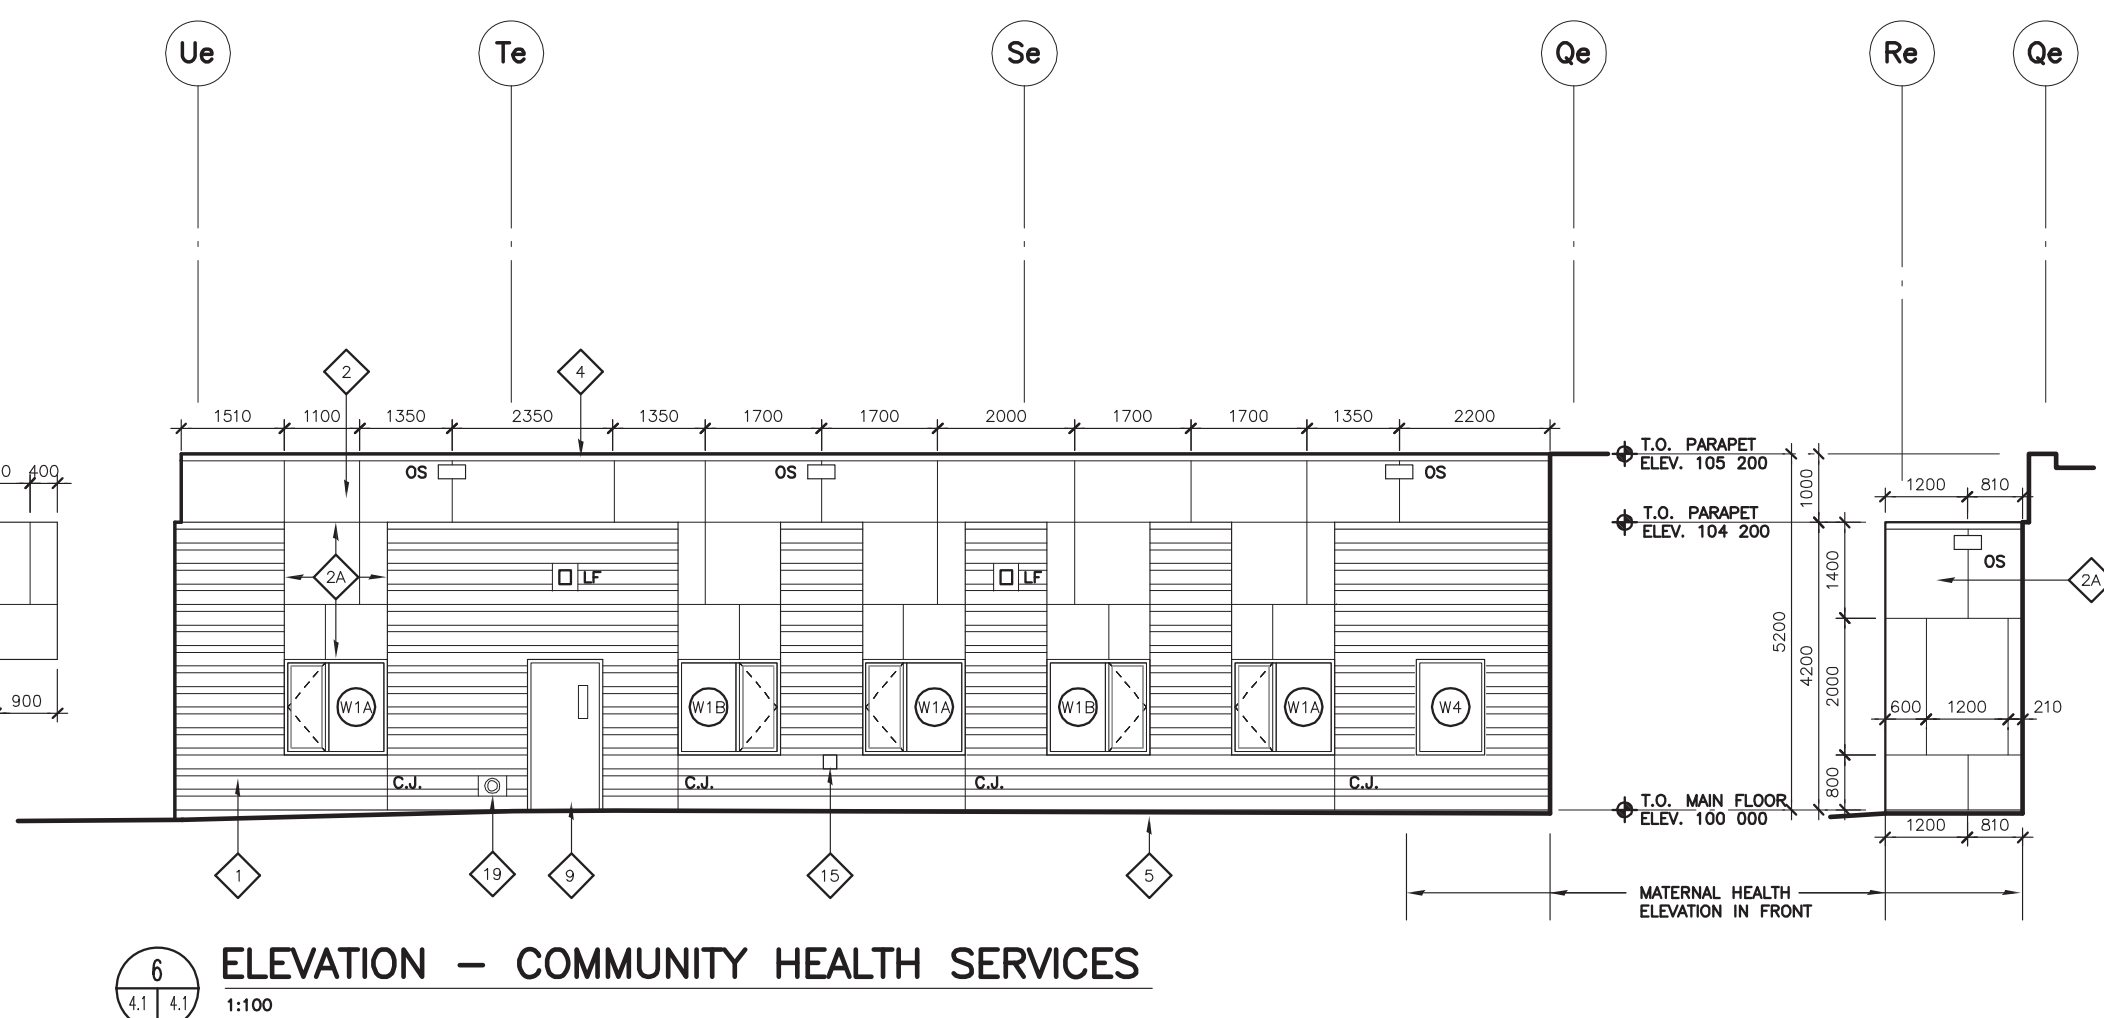 Ue Te Se Qe Re Qe
2 4
1510 1100 1350 2350 1350 1700 1700 2000 1700 1700 1350 2200
T.O. PARAPET
ELEV. 105 200
OS OS OS
0 400
1000
1200 810
T.O. PARAPET
ELEV. 104 200
2A LF LF
1400
OS
2A
5200
4200
2000
W1A W1B W1A W1B W1A W4
600 1200 210
900
C.J. C.J. C.J. C.J.
800
T.O. MAIN FLOOR
ELEV. 100 000
1200 810
1 19 9 15 5
MATERNAL HEALTH
ELEVATION IN FRONT
6
4.1 4.1
ELEVATION – COMMUNITY HEALTH SERVICES
1:100